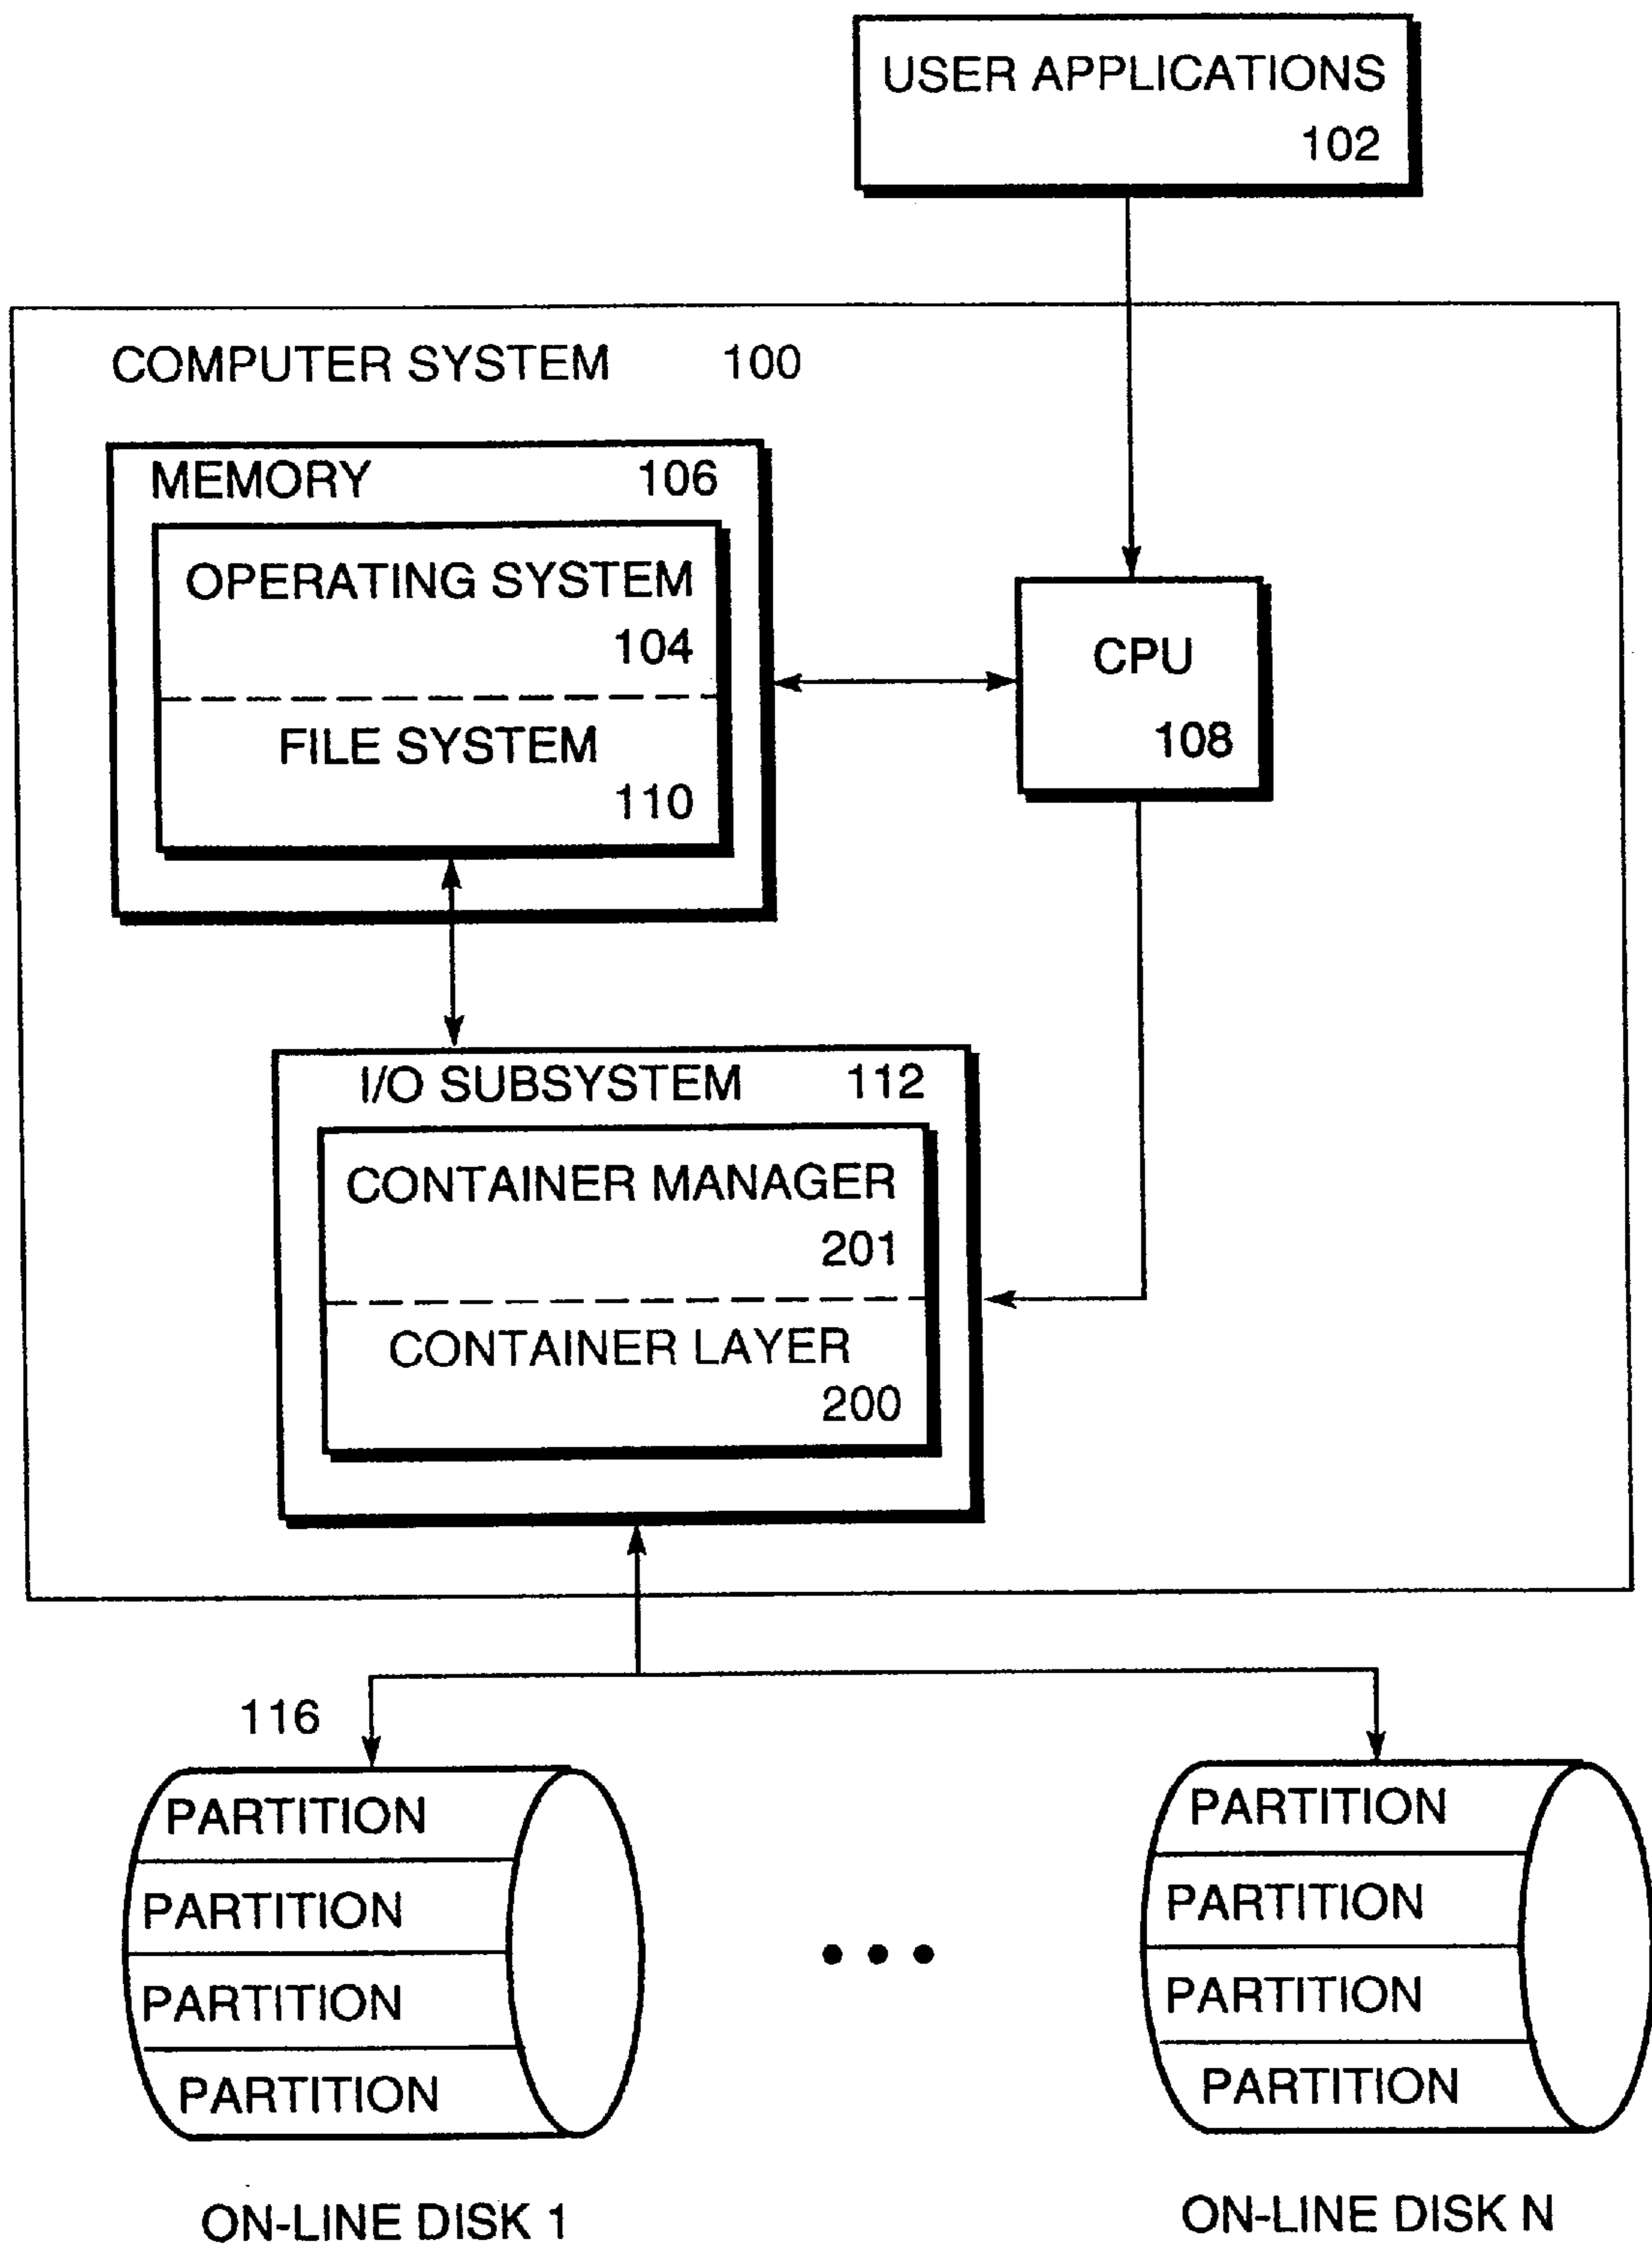 USER APPLICATIONS
102
COMPUTER SYSTEM 100
MEMORY 106
OPERATING SYSTEM
104
FILE SYSTEM
110
CPU
108
I/O SUBSYSTEM 112
CONTAINER MANAGER
201
CONTAINER LAYER
200
116
PARTITION
PARTITION
PARTITION
PARTITION
ON-LINE DISK 1
PARTITION
PARTITION
PARTITION
PARTITION
ON-LINE DISK N